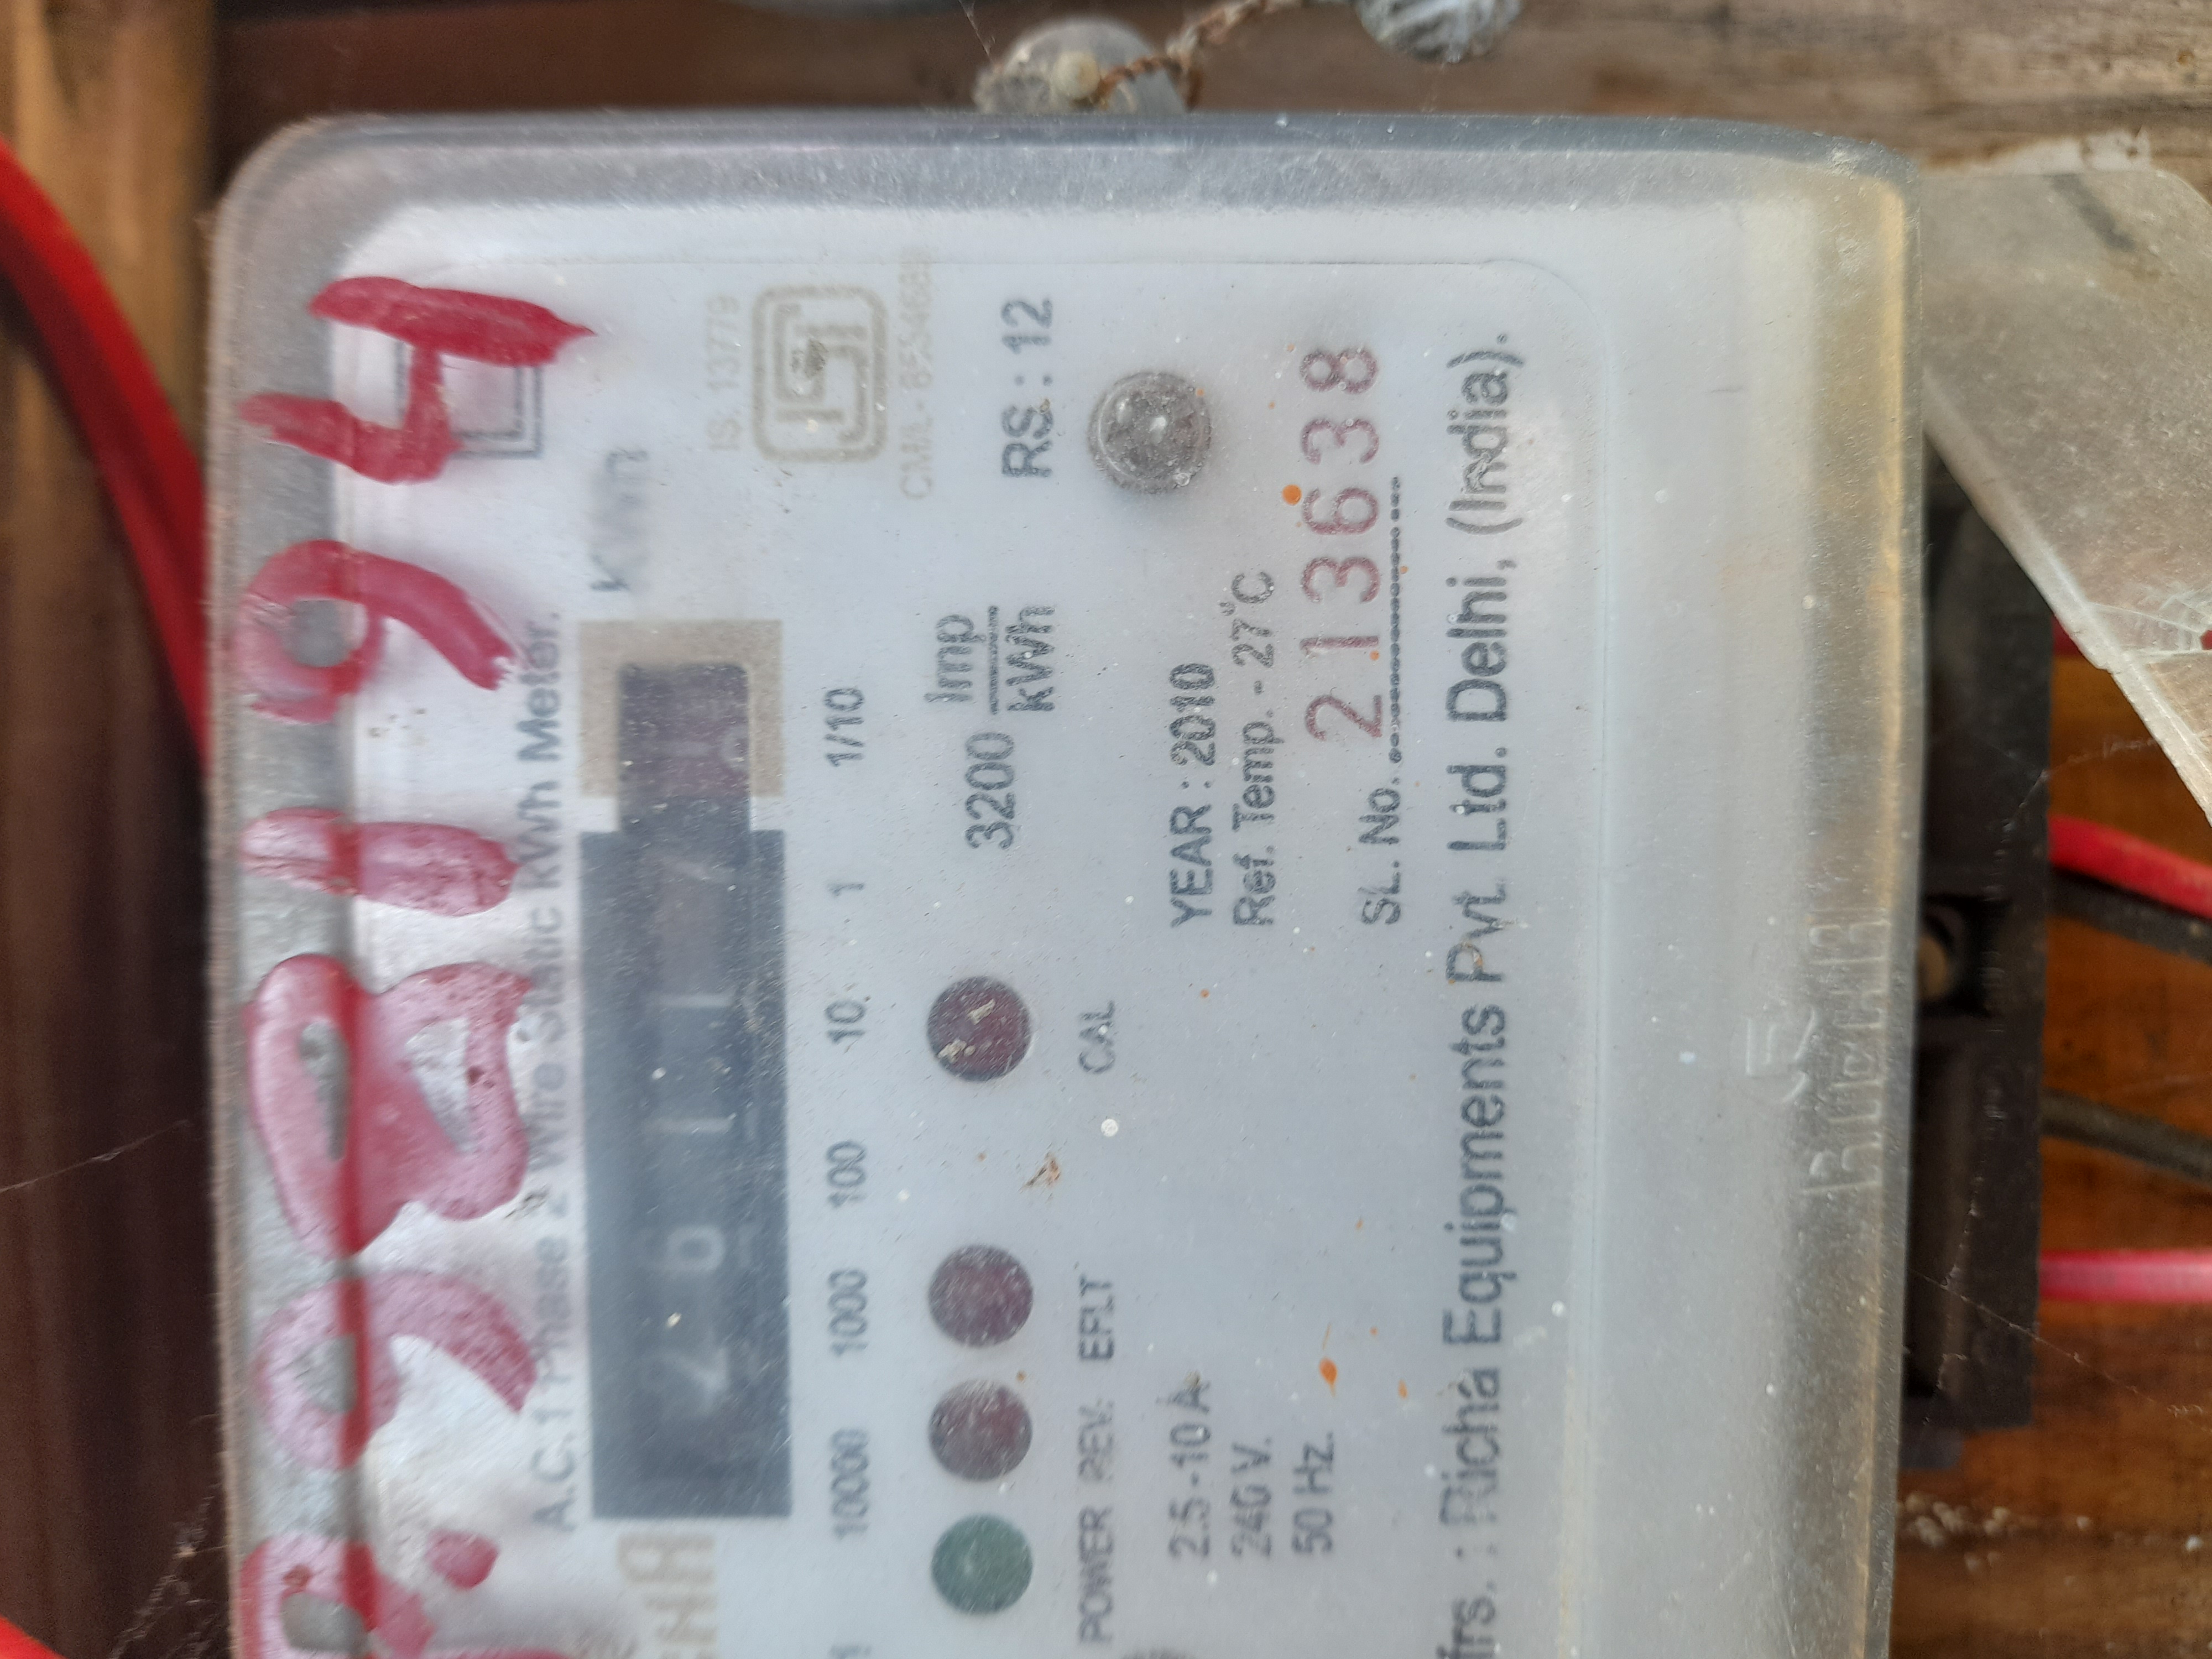 98194
A.C. 1 Phase 2 Wire Static kWh Meter.
IS. 13779
10000 1000 100 10 1 1/10
3200 Imp
kWh
RS : 12
POWER REV. EFLT CAL
2.5 -10 A YEAR : 2010
240 V. Ref. Temp. - 27°C
50 Hz. SL. No. 213638
Richa Equipments Pvt. Ltd. Delhi, (India).